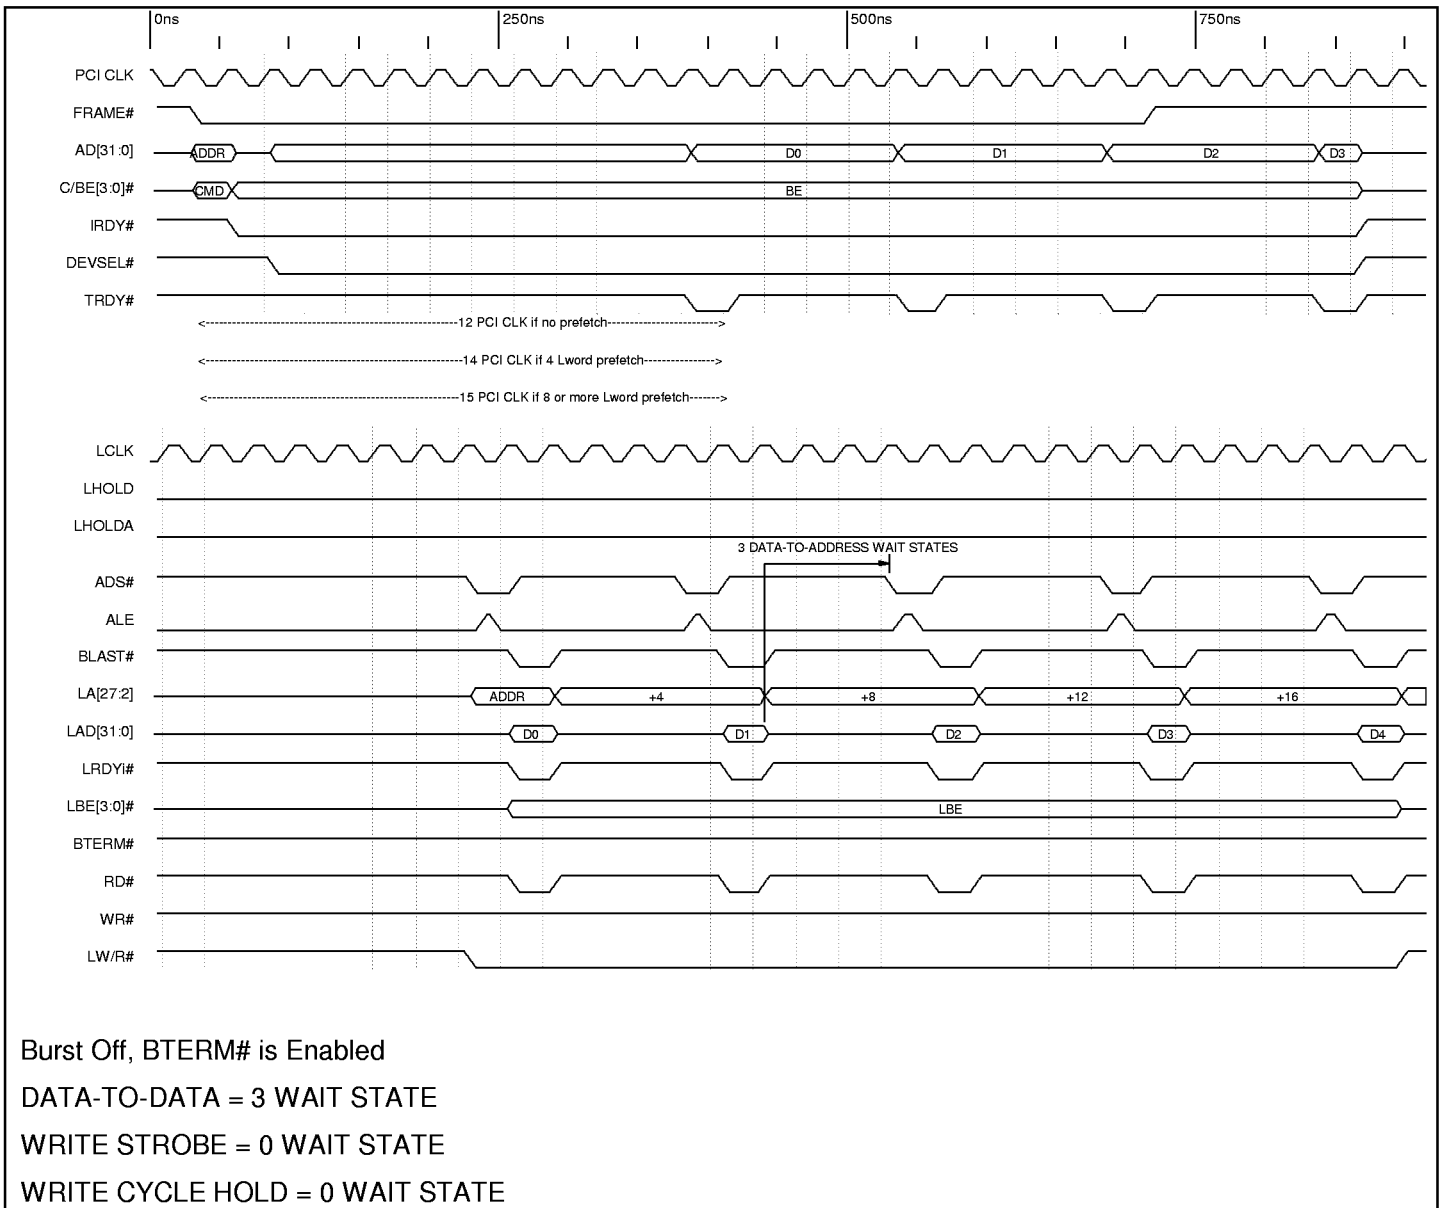 0ns 250ns 500ns 750ns
PCI CLK
FRAME#
AD[31:0] ADDR D0 D1 D2 D3
C/BE[3:0]# CMD BE
IRDY#
DEVSEL#
TRDY#
12 PCI CLK if no prefetch
14 PCI CLK if 4 Lword prefetch
15 PCI CLK if 8 or more Lword prefetch
LCLK
LHOLD
LHOLDA
3 DATA-TO-ADDRESS WAIT STATES
ADS#
ALE
BLAST#
LA[27:2] ADDR +4 +8 +12 +16
LAD[31:0] D0 D1 D2 D3 D4
LRDYi#
LBE[3:0]# LBE
BTERM#
RD#
WR#
LW/R#
Burst Off, BTERM# is Enabled
DATA-TO-DATA = 3 WAIT STATE
WRITE STROBE = 0 WAIT STATE
WRITE CYCLE HOLD = 0 WAIT STATE